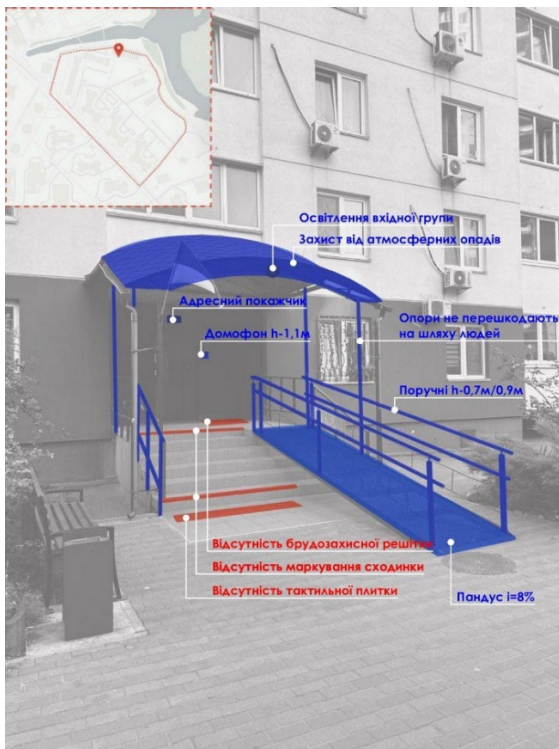 Освітлення вхідної групи
Захист від атмосферних опадів
Адресний покажчик
Опори не перешкодають
на шляху людей
Домофон h-1,1м
Поручні h-0,7м/0,9м
Відсутність брудозахисної решітки
Відсутність маркування сходинки
Відсутність тактильної плитки
Пандус i=8%